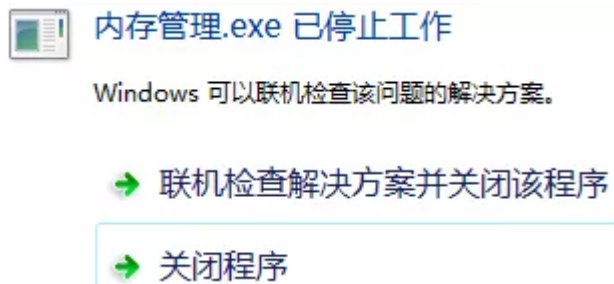 内存管理.exe 已停止工作
Windows 可以联机检查该问题的解决方案。
联机检查解决方案并关闭该程序
关闭程序